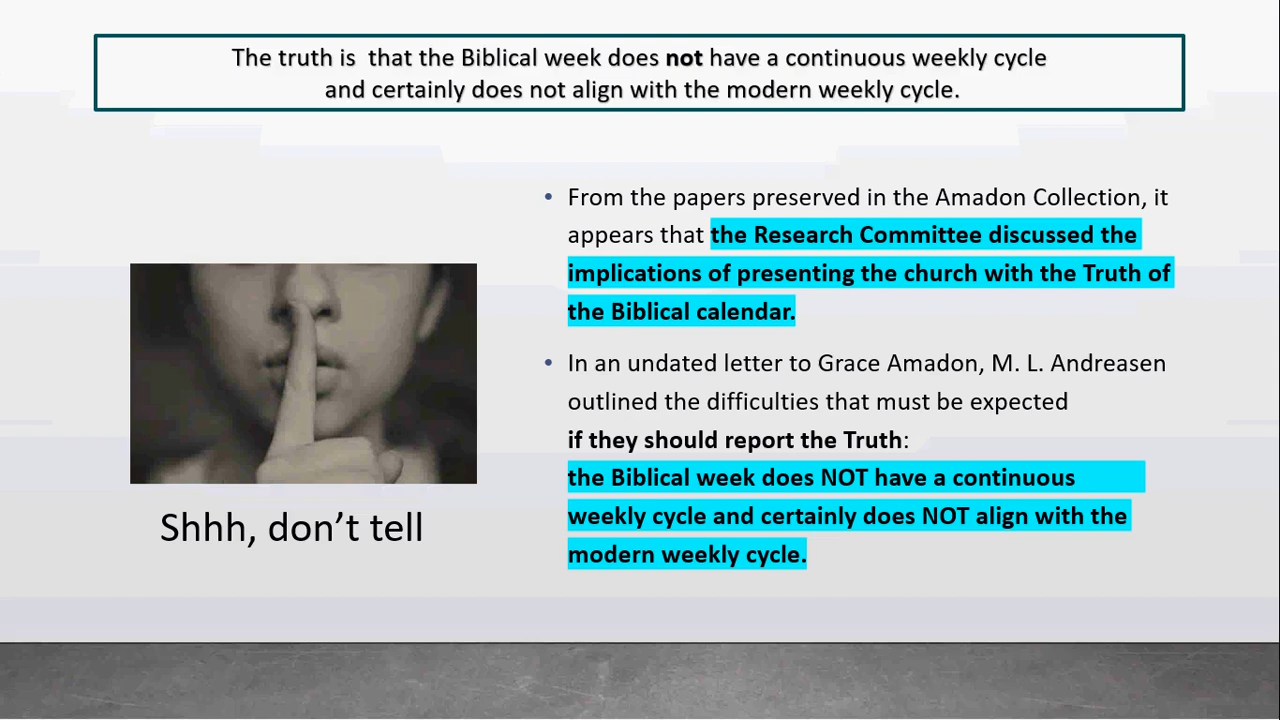 The truth is  that the Biblical week does not have a continuous weekly cycle
and certainly does not align with the modern weekly cycle.
• From the papers preserved in the Amadon Collection, it
appears that the Research Committee discussed the
implications of presenting the church with the Truth of
the Biblical calendar.
• In an undated letter to Grace Amadon, M. L. Andreasen
outlined the difficulties that must be expected
if they should report the Truth:
the Biblical week does NOT have a continuous
weekly cycle and certainly does NOT align with the
modern weekly cycle.
Shhh, don’t tell